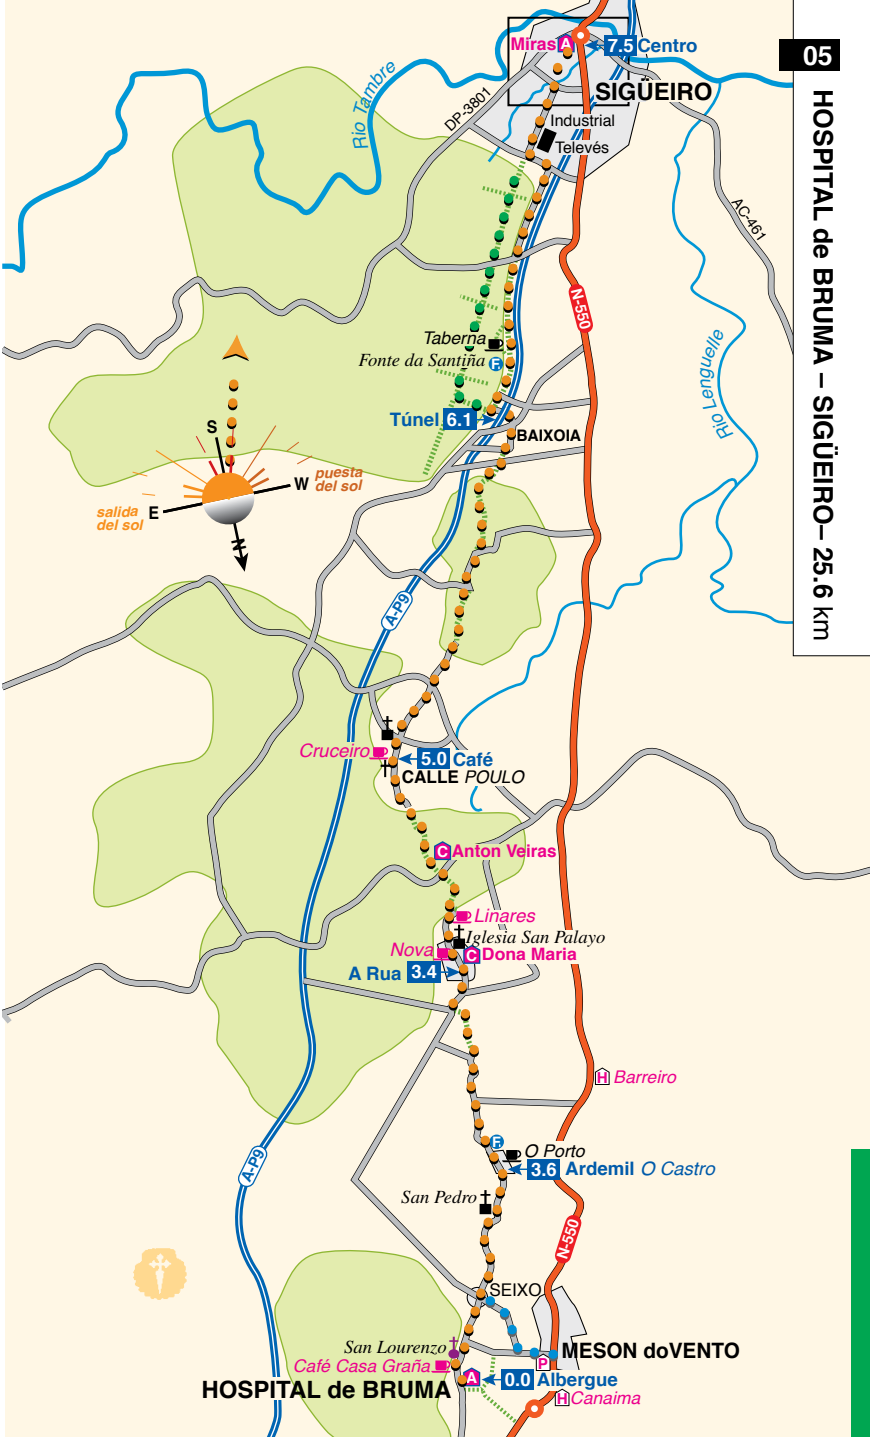 Miras A
7.5 Centro
SIGÜEIRO
05
HOSPITAL de BRUMA – SIGÜEIRO– 25.6 km
Rio Tambre
DP-3801
Industrial
Televés
AC-461
N-550
Taberna
Fonte da Santiña F.
Rio Lenguelle
Túnel 6.1
BAIXOIA
S
W puesta
del sol
salida
del sol
E
N
A-P9
Cruceiro
5.0 Café
CALLE POULO
C Anton Veiras
Linares
Iglesia San Palayo
Nova
C Dona Maria
A Rua 3.4
H Barreiro
A-P9
F.
O Porto
3.6 Ardemil O Castro
San Pedro
N-550
SEIXO
San Lourenzo
MESON doVENTO
P
Café Casa Graña
A 0.0 Albergue
HOSPITAL de BRUMA
H Canaima